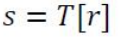 s = T[r]